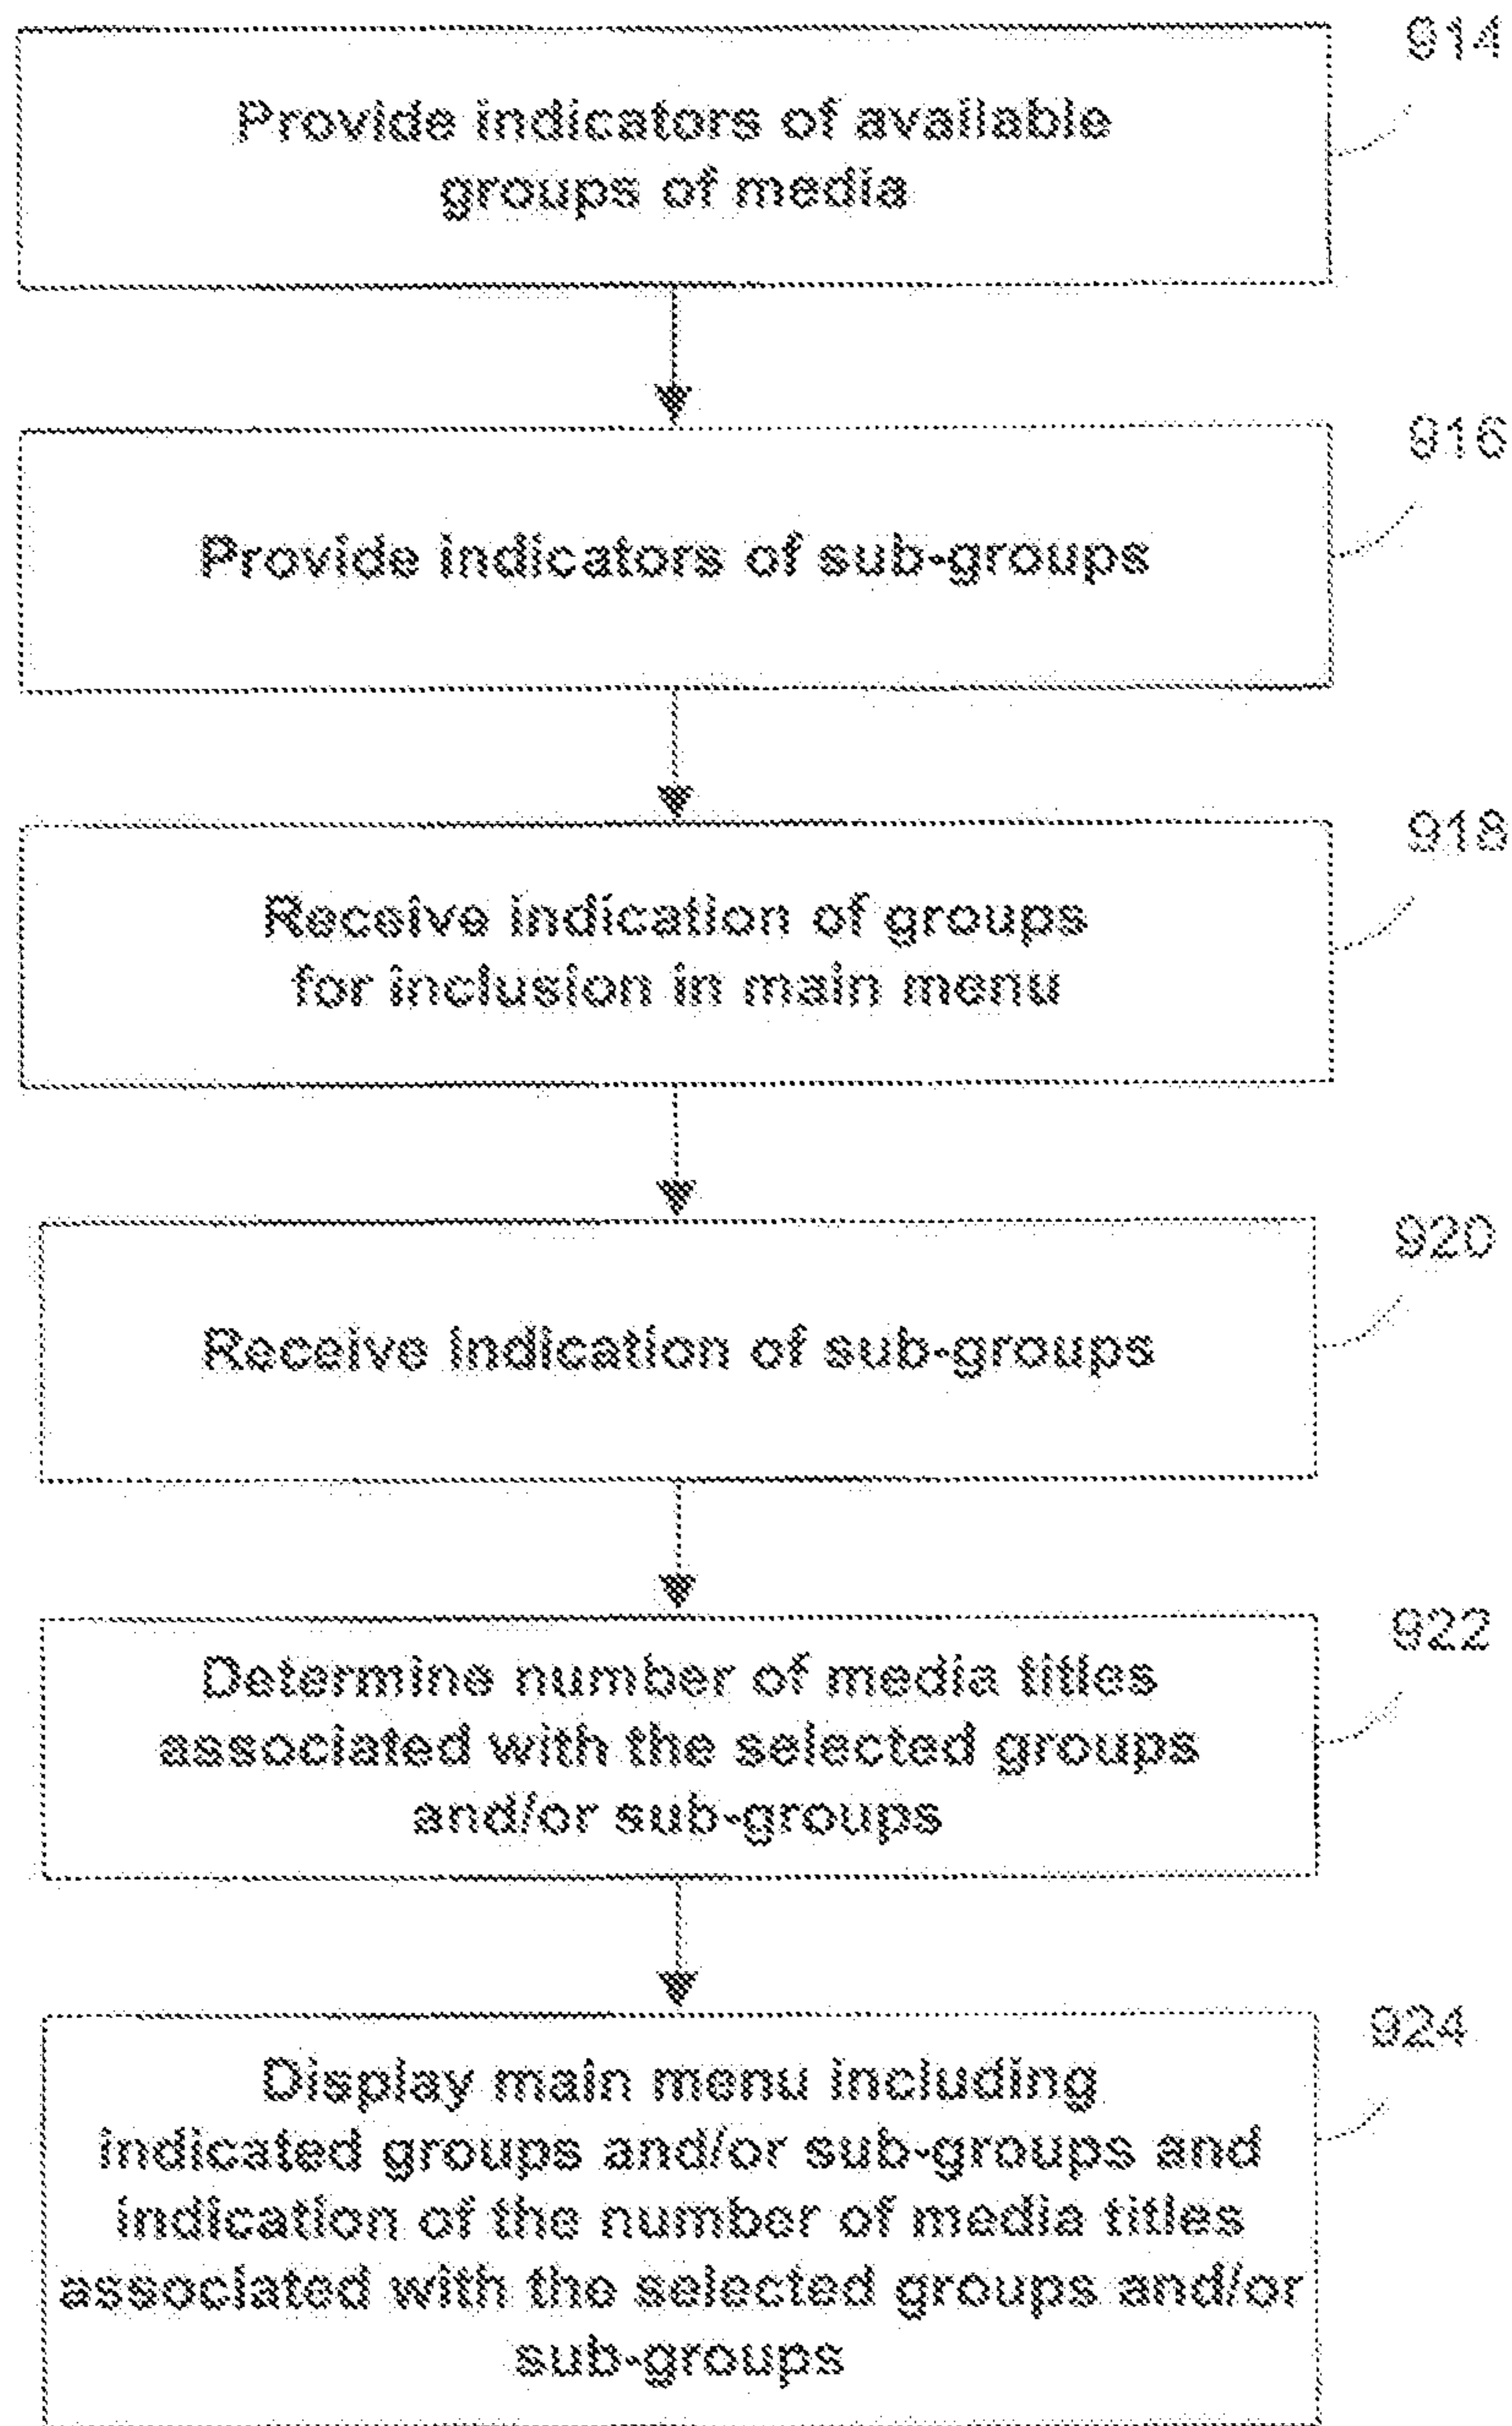 914
Provide indicators of available
groups of media
916
Provide indicators of sub-groups
918
Receive indication of groups
for inclusion in main menu
920
Receive indication of sub-groups
922
Determine number of media titles
associated with the selected groups
and/or sub-groups
924
Display main menu including
indicated groups and/or sub-groups and
indication of the number of media titles
associated with the selected groups and/or
sub-groups